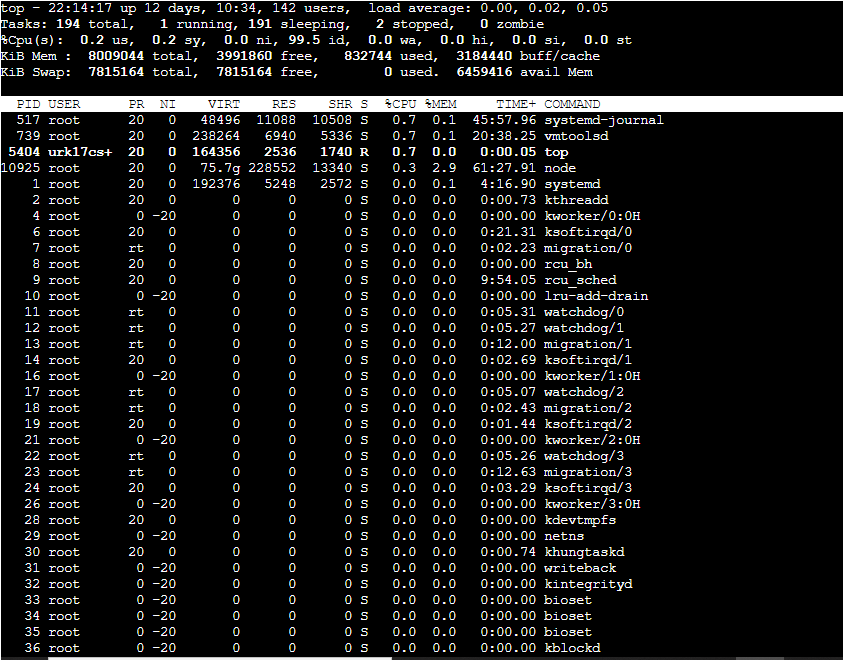 top - 22:14:17 up 12 days, 10:34, 142 users,  load average: 0.00, 0.02, 0.05
Tasks: 194 total,   1 running, 191 sleeping,   2 stopped,   0 zombie
%Cpu(s):  0.2 us,  0.2 sy,  0.0 ni, 99.5 id,  0.0 wa,  0.0 hi,  0.0 si,  0.0 st
KiB Mem :  8009044 total,  3991860 free,   832744 used,  3184440 buff/cache
KiB Swap:  7815164 total,  7815164 free,        0 used.  6459416 avail Mem
  PID USER      PR  NI    VIRT    RES    SHR S  %CPU %MEM     TIME+ COMMAND
  517 root      20   0   48496  11088  10508 S   0.7  0.1  45:57.96 systemd-journal
  739 root      20   0  238264   6940   5336 S   0.7  0.1  20:38.25 vmtoolsd
 5404 urk17cs+  20   0  164356   2536   1740 R   0.7  0.0   0:00.05 top
10925 root      20   0   75.7g 228552  13340 S   0.3  2.9  61:27.91 node
    1 root      20   0  192376   5248   2572 S   0.0  0.1   4:16.90 systemd
    2 root      20   0       0      0      0 S   0.0  0.0   0:00.73 kthreadd
    4 root       0 -20       0      0      0 S   0.0  0.0   0:00.00 kworker/0:0H
    6 root      20   0       0      0      0 S   0.0  0.0   0:21.31 ksoftirqd/0
    7 root      rt   0       0      0      0 S   0.0  0.0   0:02.23 migration/0
    8 root      20   0       0      0      0 S   0.0  0.0   0:00.00 rcu_bh
    9 root      20   0       0      0      0 S   0.0  0.0   9:54.05 rcu_sched
   10 root       0 -20       0      0      0 S   0.0  0.0   0:00.00 lru-add-drain
   11 root      rt   0       0      0      0 S   0.0  0.0   0:05.31 watchdog/0
   12 root      rt   0       0      0      0 S   0.0  0.0   0:05.27 watchdog/1
   13 root      rt   0       0      0      0 S   0.0  0.0   0:12.00 migration/1
   14 root      20   0       0      0      0 S   0.0  0.0   0:02.69 ksoftirqd/1
   16 root       0 -20       0      0      0 S   0.0  0.0   0:00.00 kworker/1:0H
   17 root      rt   0       0      0      0 S   0.0  0.0   0:05.07 watchdog/2
   18 root      rt   0       0      0      0 S   0.0  0.0   0:02.43 migration/2
   19 root      20   0       0      0      0 S   0.0  0.0   0:01.44 ksoftirqd/2
   21 root       0 -20       0      0      0 S   0.0  0.0   0:00.00 kworker/2:0H
   22 root      rt   0       0      0      0 S   0.0  0.0   0:05.26 watchdog/3
   23 root      rt   0       0      0      0 S   0.0  0.0   0:12.63 migration/3
   24 root      20   0       0      0      0 S   0.0  0.0   0:03.29 ksoftirqd/3
   26 root       0 -20       0      0      0 S   0.0  0.0   0:00.00 kworker/3:0H
   28 root      20   0       0      0      0 S   0.0  0.0   0:00.00 kdevtmpfs
   29 root       0 -20       0      0      0 S   0.0  0.0   0:00.00 netns
   30 root      20   0       0      0      0 S   0.0  0.0   0:00.74 khungtaskd
   31 root       0 -20       0      0      0 S   0.0  0.0   0:00.00 writeback
   32 root       0 -20       0      0      0 S   0.0  0.0   0:00.00 kintegrityd
   33 root       0 -20       0      0      0 S   0.0  0.0   0:00.00 bioset
   34 root       0 -20       0      0      0 S   0.0  0.0   0:00.00 bioset
   35 root       0 -20       0      0      0 S   0.0  0.0   0:00.00 bioset
   36 root       0 -20       0      0      0 S   0.0  0.0   0:00.00 kblockd